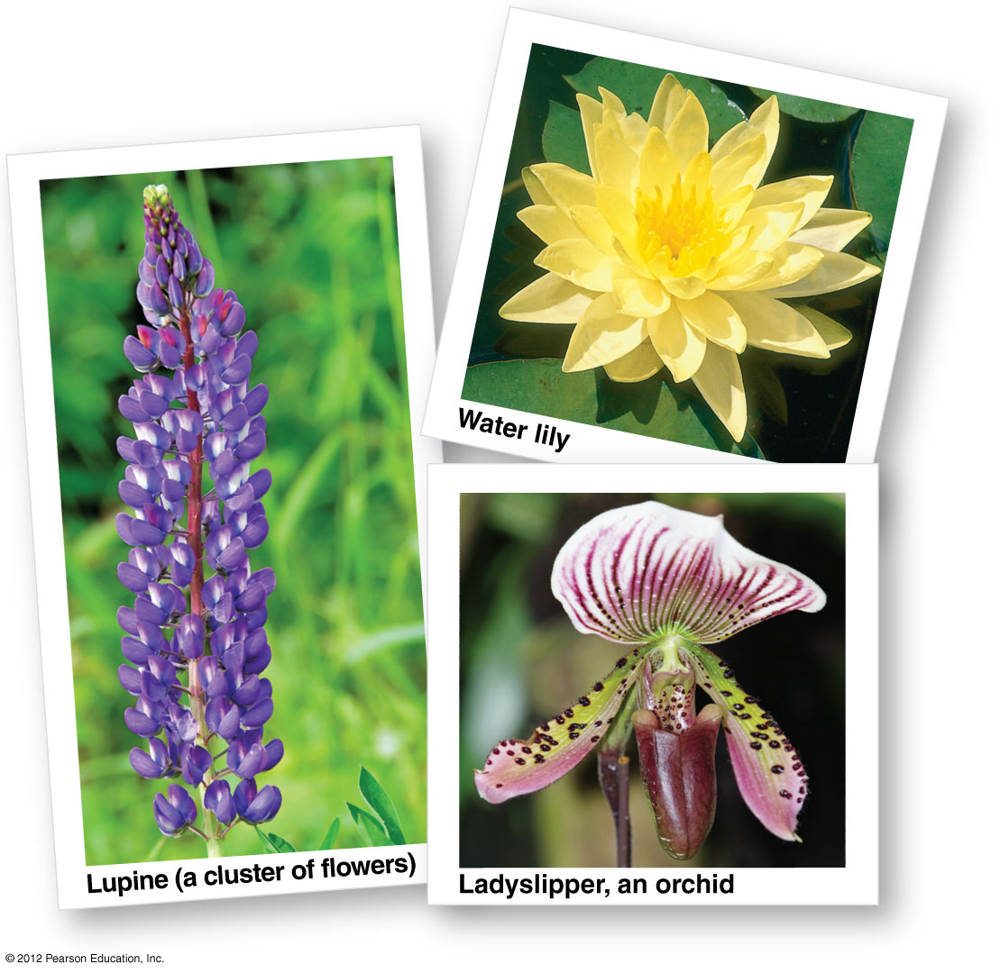 Water lily
Lupine (a cluster of flowers)
Ladyslipper, an orchid
© 2012 Pearson Education, Inc.